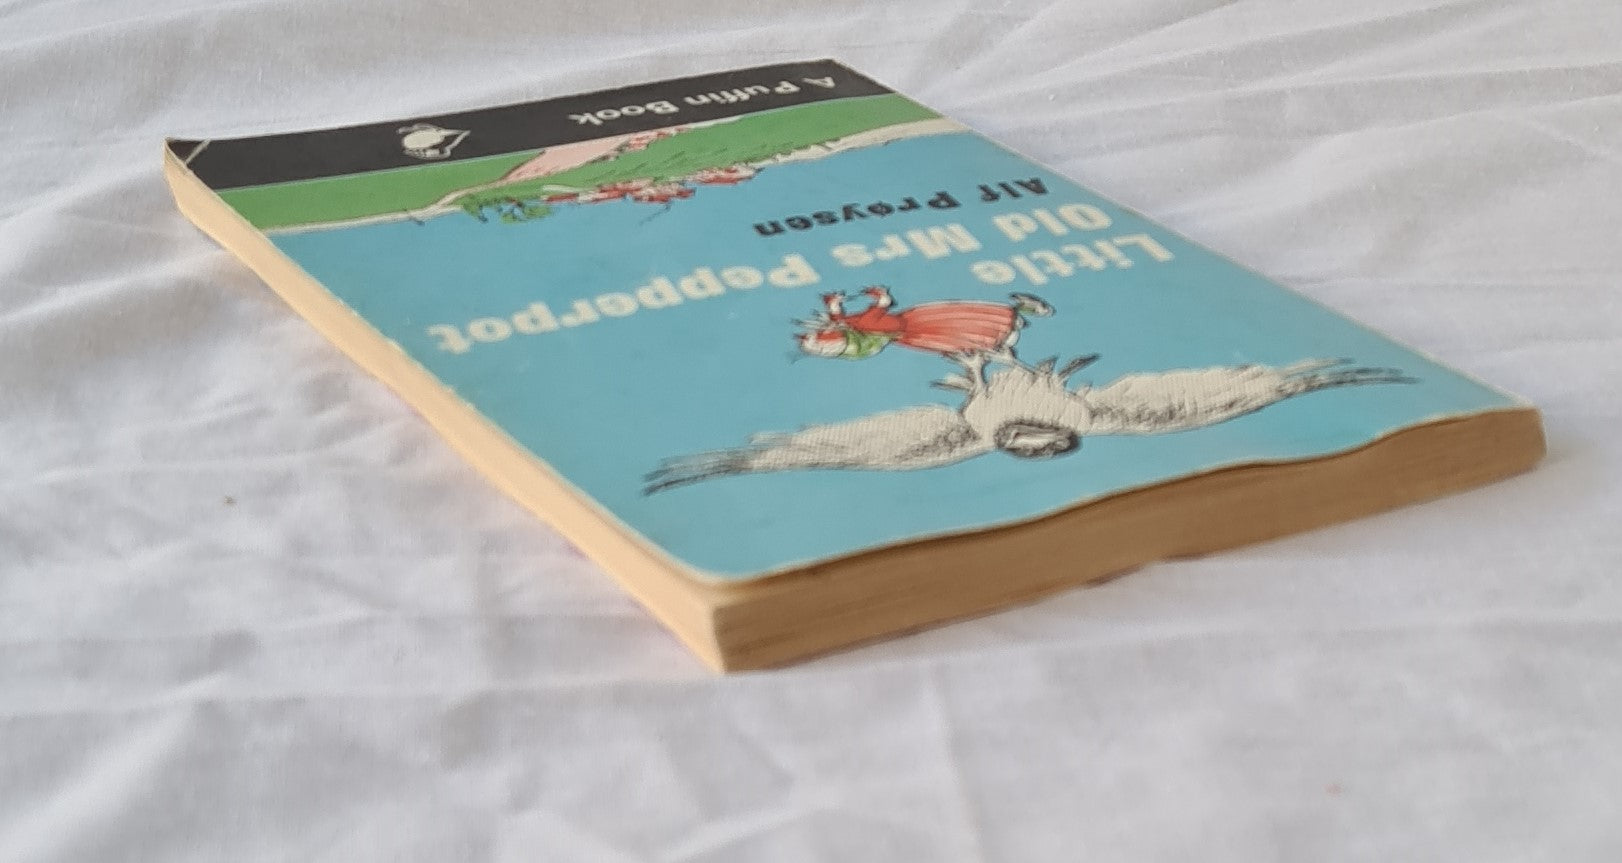 Little
Old Mrs Pepperpot
Alf Prøysen
A Puffin Book